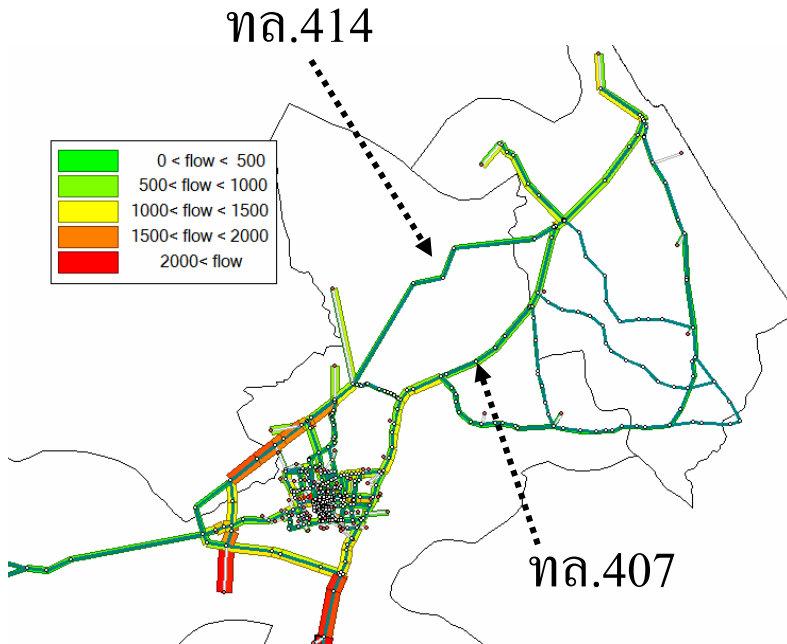 ทล.414
0 < flow < 500
500< flow < 1000
1000< flow < 1500
1500< flow < 2000
2000< flow
ทล.407